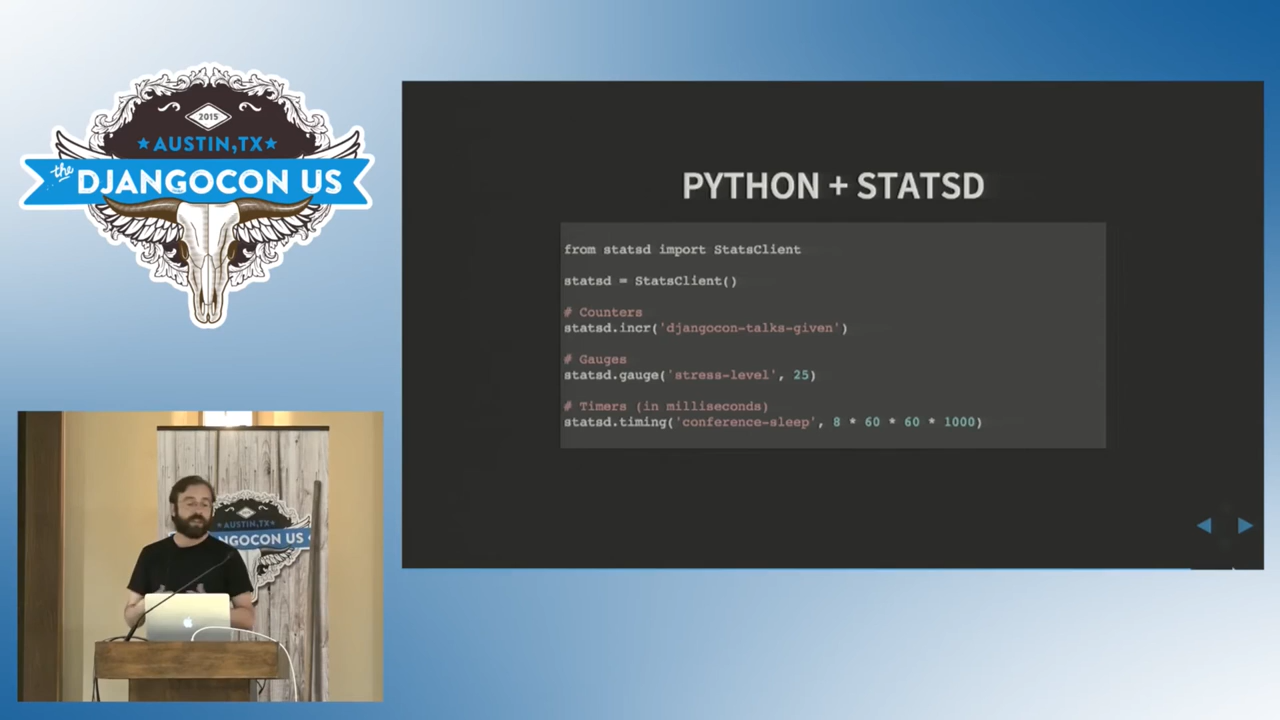 2015
★AUSTIN,TX★
the
DJANGOCON US
PYTHON + STATSD
from statsd import StatsClient
statsd = StatsClient()
# Counters
statsd.incr('djangocon-talks-given')
# Gauges
statsd.gauge('stress-level', 25)
# Timers (in milliseconds)
statsd.timing('conference-sleep', 8 * 60 * 60 * 1000)
AUSTIN,TX
NGOCON US